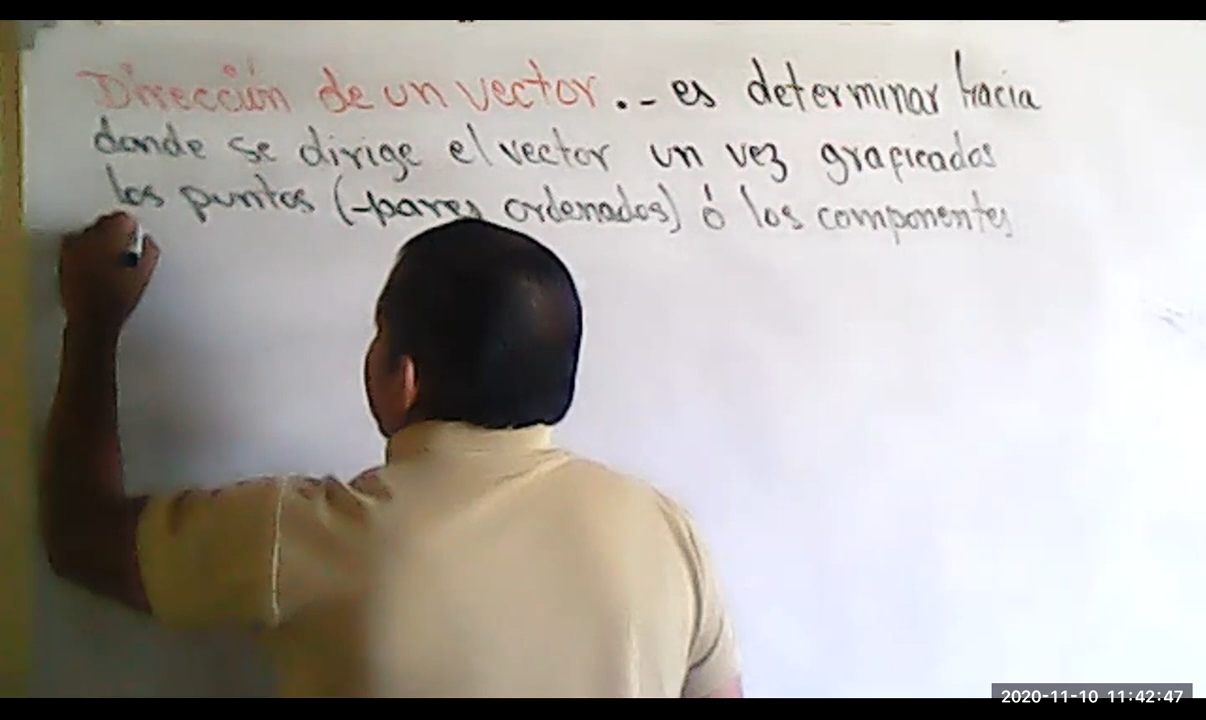 Dirección de un vector.- es determinar hacia
donde se dirige el vector un vez graficados
los puntos (pares ordenados) ó los componentes
2020-11-10 11:42:47